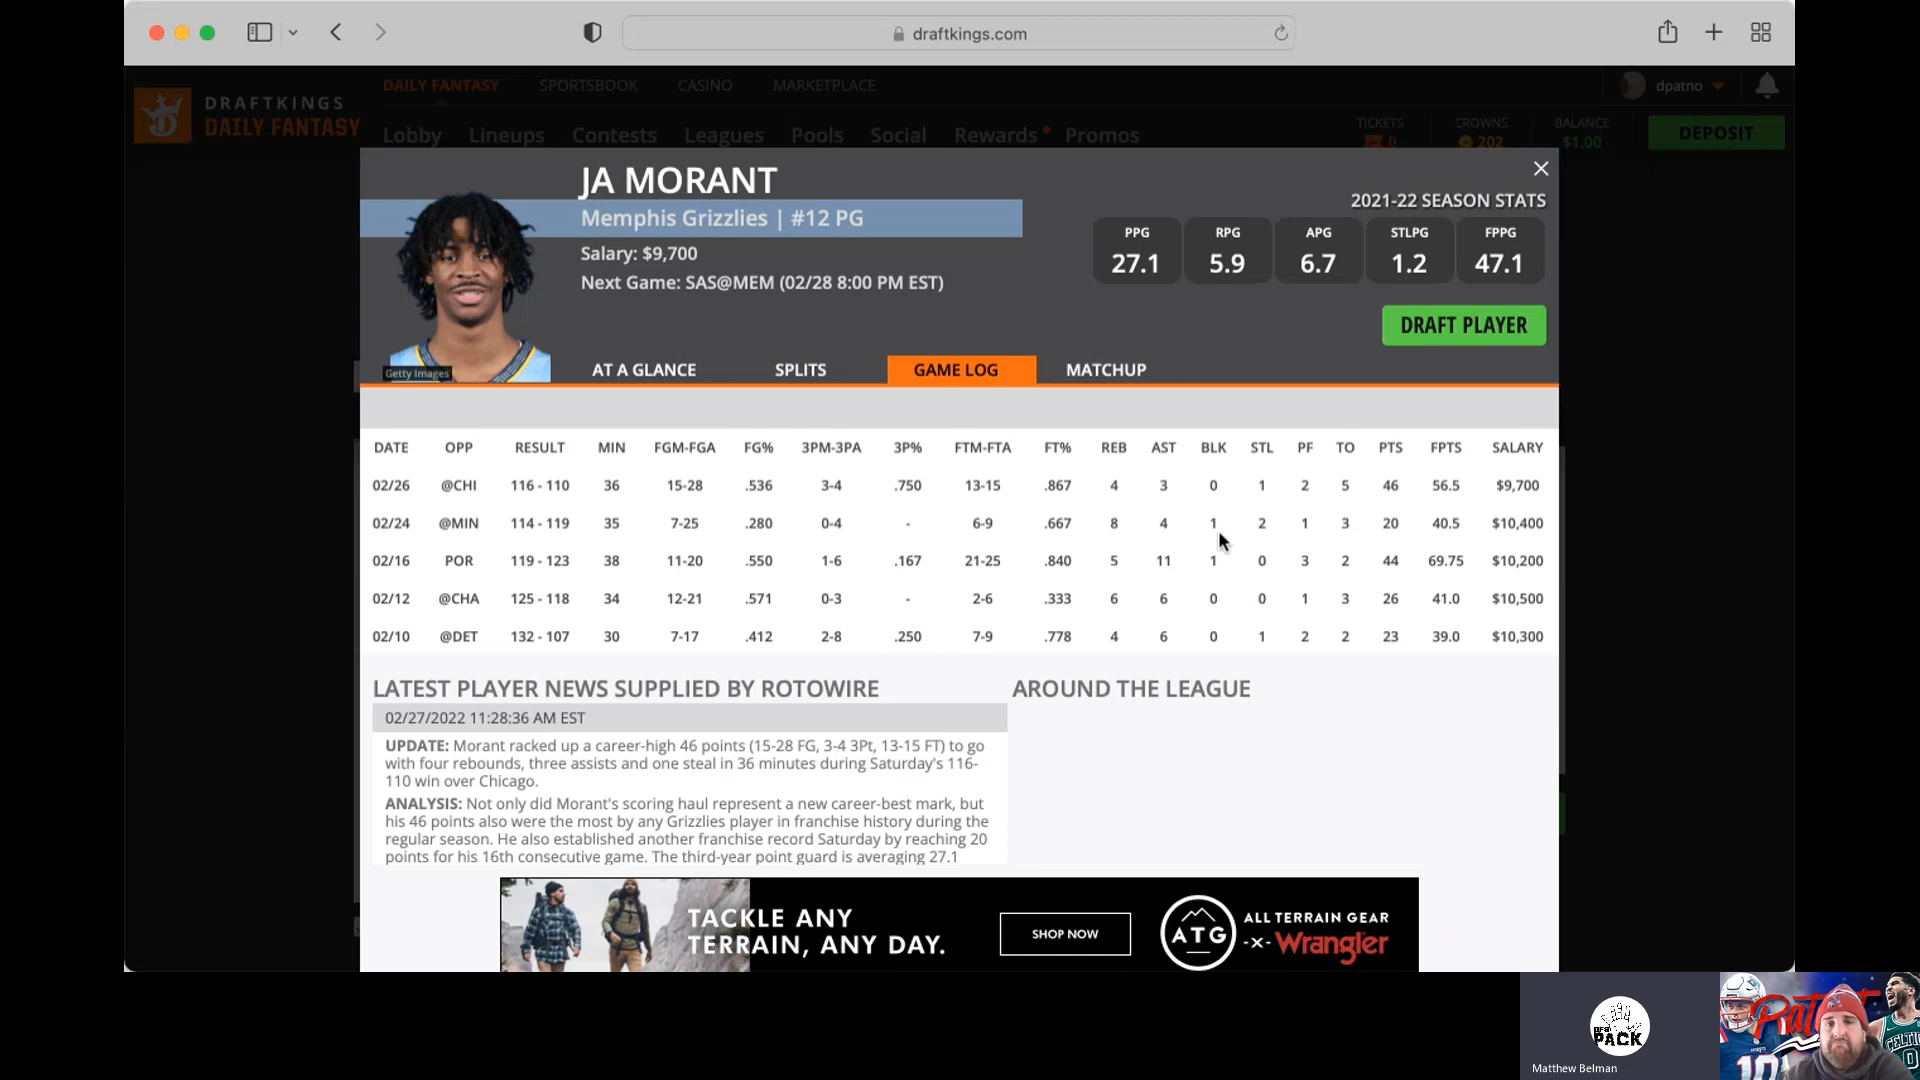 draftkings.com
DRAFTKINGS
DAILY FANTASY
DAILY FANTASY SPORTSBOOK CASINO MARKETPLACE
dpatno
Lobby Lineups Contests Leagues Pools Social Rewards Promos
TICKETS CROWNS BALANCE
0 202 $1.00
DEPOSIT
JA MORANT
Memphis Grizzlies | #12 PG
Salary: $9,700
Next Game: SAS@MEM (02/28 8:00 PM EST)
Getty Images
2021-22 SEASON STATS
PPG RPG APG STLPG FPPG
27.1 5.9 6.7 1.2 47.1
DRAFT PLAYER
AT A GLANCE SPLITS GAME LOG MATCHUP
DATE OPP RESULT MIN FGM-FGA FG% 3PM-3PA 3P% FTM-FTA FT% REB AST BLK STL PF TO PTS FPTS SALARY
02/26 @CHI 116 - 110 36 15-28 .536 3-4 .750 13-15 .867 4 3 0 1 2 5 46 56.5 $9,700
02/24 @MIN 114 - 119 35 7-25 .280 0-4 - 6-9 .667 8 4 1 2 1 3 20 40.5 $10,400
02/16 POR 119 - 123 38 11-20 .550 1-6 .167 21-25 .840 5 11 1 0 3 2 44 69.75 $10,200
02/12 @CHA 125 - 118 34 12-21 .571 0-3 - 2-6 .333 6 6 0 0 1 3 26 41.0 $10,500
02/10 @DET 132 - 107 30 7-17 .412 2-8 .250 7-9 .778 4 6 0 1 2 2 23 39.0 $10,300
LATEST PLAYER NEWS SUPPLIED BY ROTOWIRE
02/27/2022 11:28:36 AM EST
UPDATE: Morant racked up a career-high 46 points (15-28 FG, 3-4 3Pt, 13-15 FT) to go
with four rebounds, three assists and one steal in 36 minutes during Saturday's 116-
110 win over Chicago.
ANALYSIS: Not only did Morant's scoring haul represent a new career-best mark, but
his 46 points also were the most by any Grizzlies player in franchise history during the
regular season. He also established another franchise record Saturday by reaching 20
points for his 16th consecutive game. The third-year point guard is averaging 27.1
AROUND THE LEAGUE
TACKLE ANY
TERRAIN, ANY DAY.
SHOP NOW
ATG
ALL TERRAIN GEAR
-x- Wrangler
PACK
Matthew Belman
10
CELTIC
0